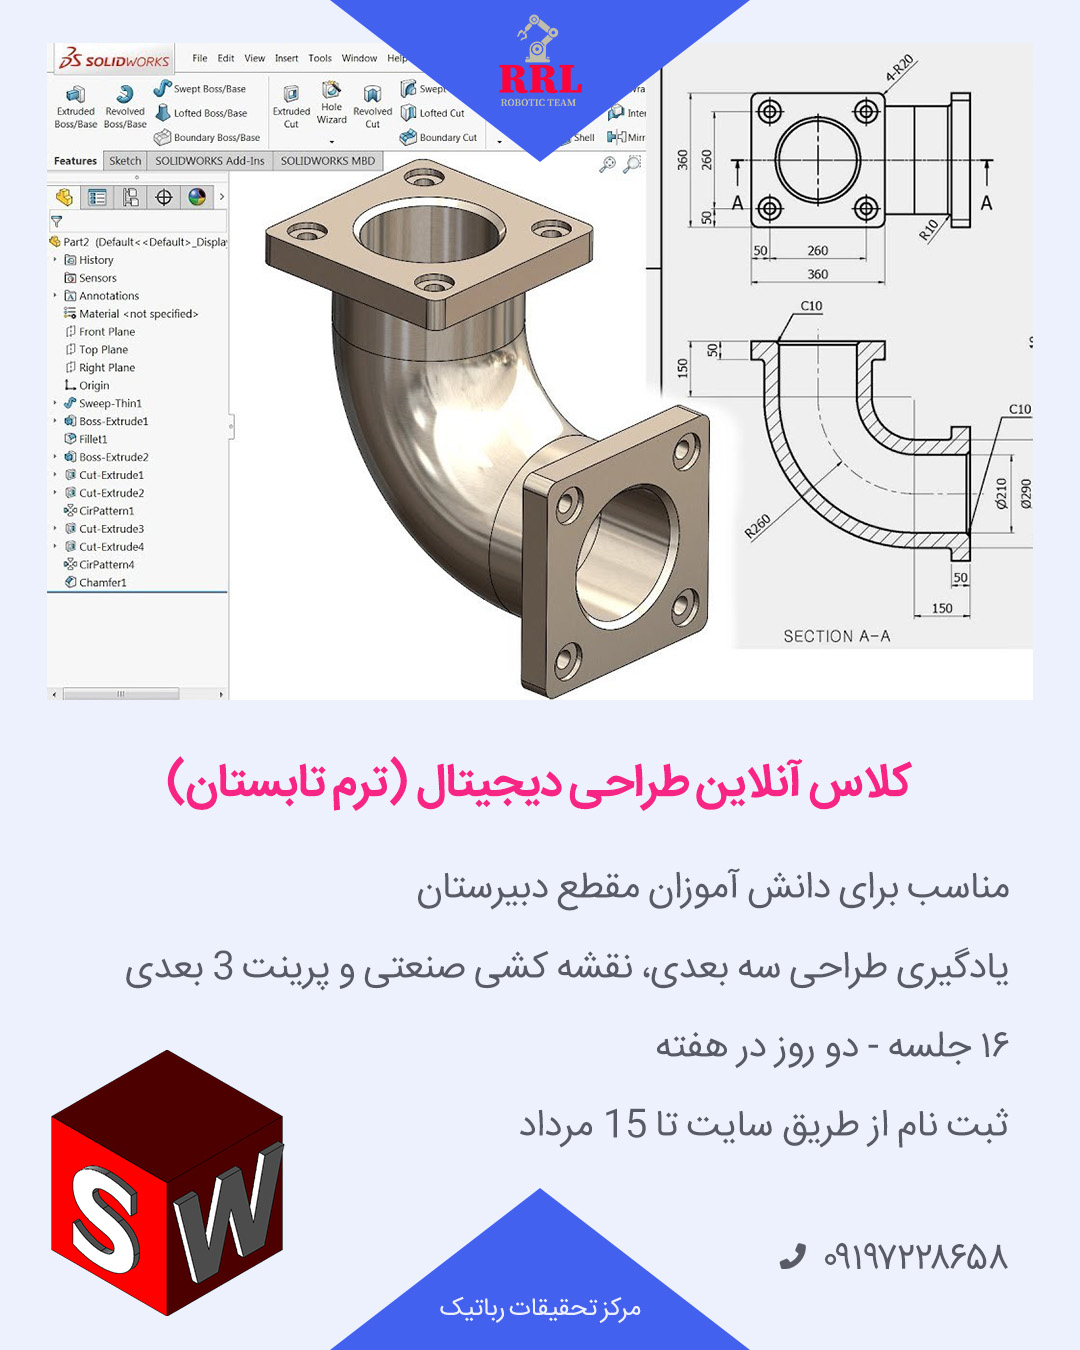 RRL
ROBOTIC TEAM
SOLIDWORKS
File Edit View Insert Tools Window Help
Extruded Boss/Base
Revolved Boss/Base
Swept Boss/Base
Lofted Boss/Base
Boundary Boss/Base
Extruded Cut
Hole Wizard
Revolved Cut
Swept
Lofted Cut
Boundary Cut
Shell
Features Sketch SOLIDWORKS Add-Ins SOLIDWORKS MBD
Part2 (Default<<Default>_Display
History
Sensors
Annotations
Material <not specified>
Front Plane
Top Plane
Right Plane
Origin
Sweep-Thin1
Boss-Extrude1
Fillet1
Boss-Extrude2
Cut-Extrude1
Cut-Extrude2
CirPattern1
Cut-Extrude3
Cut-Extrude4
CirPattern4
Chamfer1
4-R20
360
260
50
A
A
R10
50
260
360
C10
50
150
C10
Ø210
Ø290
R260
50
150
SECTION A-A
کلاس آنلاین طراحی دیجیتال (ترم تابستان)
مناسب برای دانش آموزان مقطع دبیرستان
یادگیری طراحی سه بعدی، نقشه کشی صنعتی و پرینت 3 بعدی
۱۶ جلسه - دو روز در هفته
ثبت نام از طریق سایت تا 15 مرداد
SW
۰۹۱۹۷۲۲۸۶۵۸
مرکز تحقیقات رباتیک